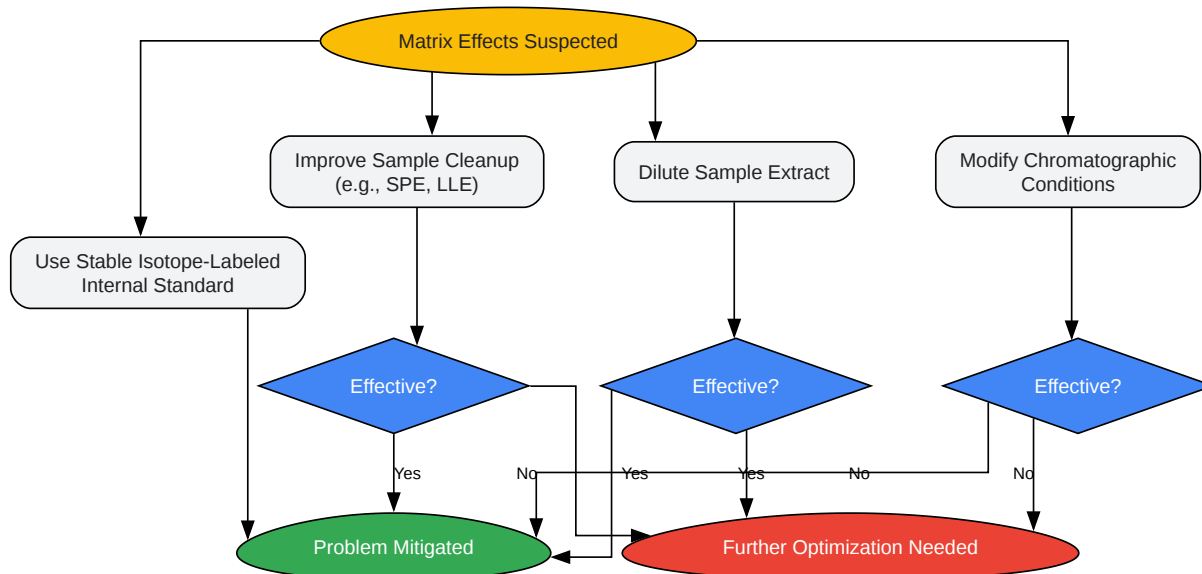 Matrix Effects Suspected
Improve Sample Cleanup
(e.g., SPE, LLE)
Dilute Sample Extract
Modify Chromatographic
Conditions
Use Stable Isotope-Labeled
Internal Standard
Effective?
Effective?
Effective?
Yes
No
Yes
Yes
No
No
Problem Mitigated
Further Optimization Needed